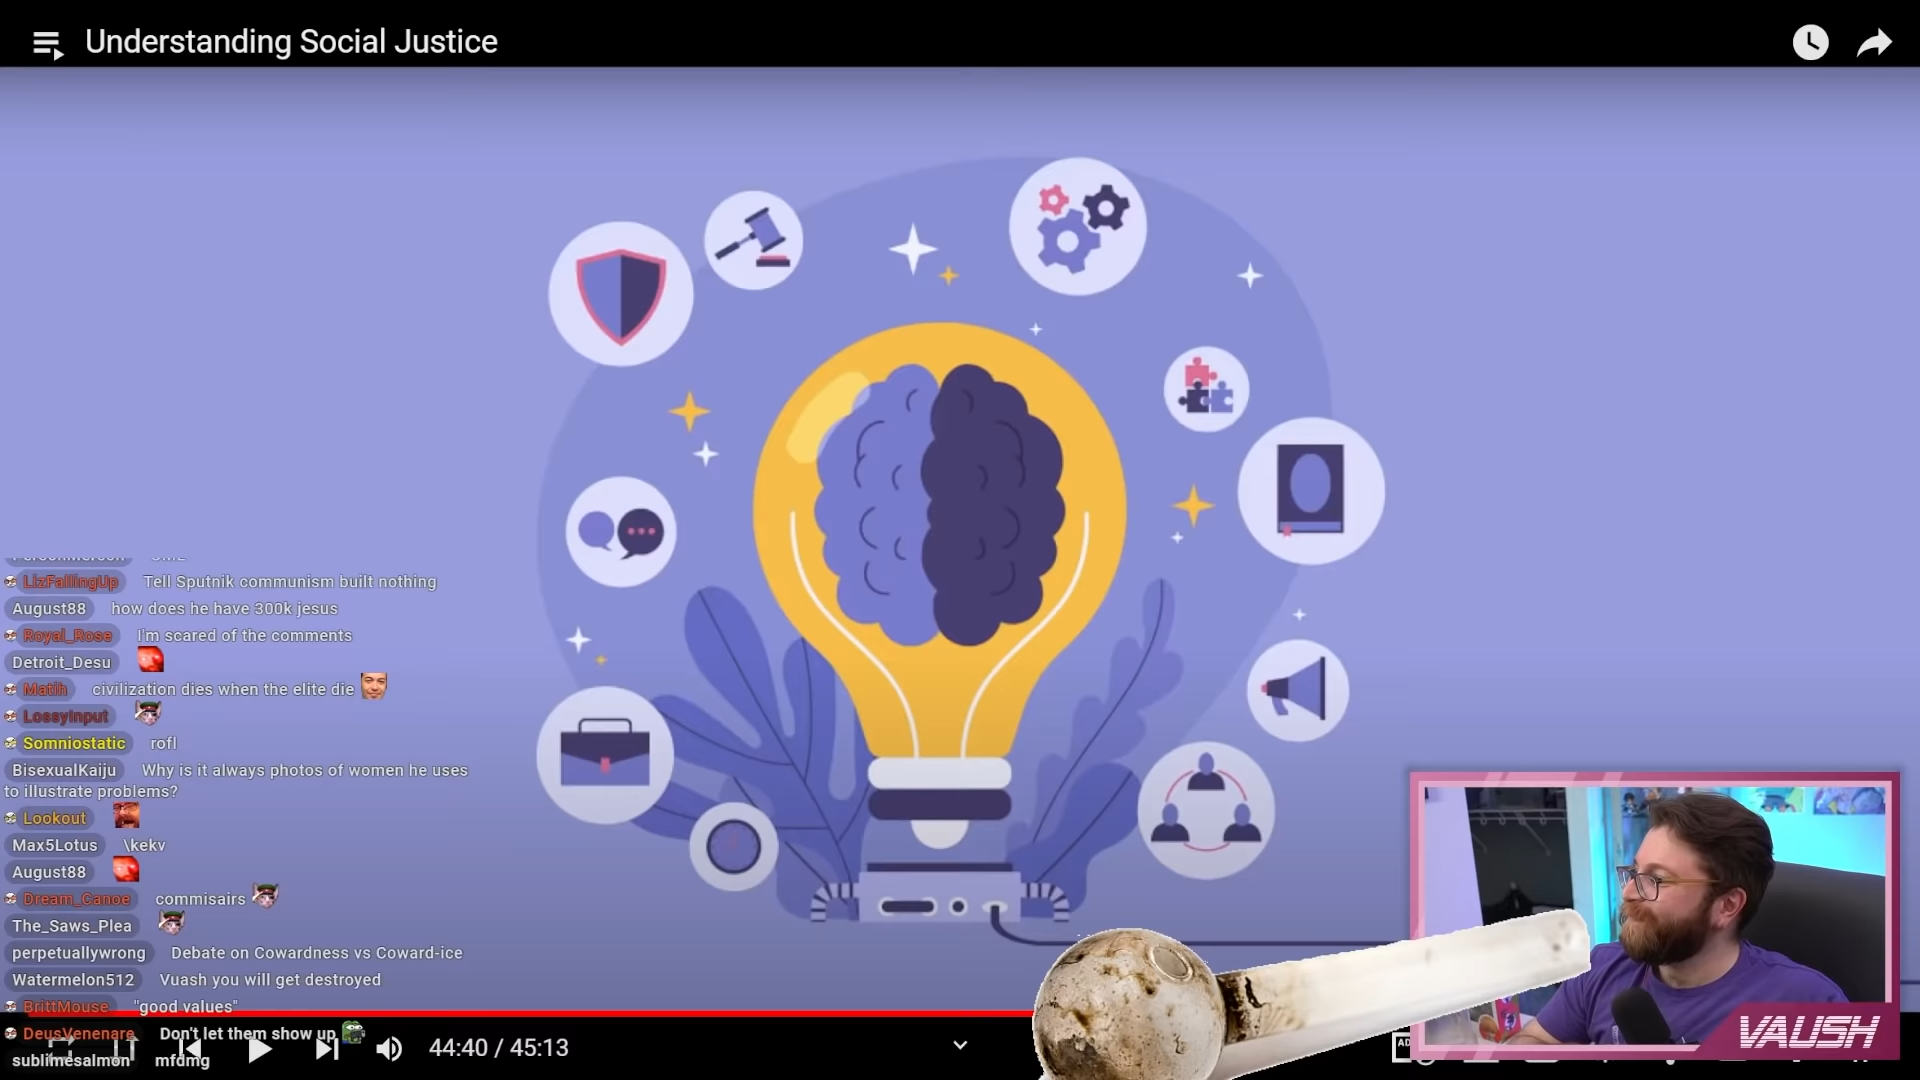 Understanding Social Justice
LizFallingUp Tell Sputnik communism built nothing
August88 how does he have 300k jesus
Royal_Rose I'm scared of the comments
Detroit_Desu
Matih civilization dies when the elite die
LossyInput
Somniostatic rofl
BisexualKaiju Why is it always photos of women he uses
to illustrate problems?
Lookout
Max5Lotus \kekv
August88
Dream_Canoe commisairs
The_Saws_Plea
perpetuallywrong Debate on Cowardness vs Coward-ice
Watermelon512 Vuash you will get destroyed
BrittMouse "good values"
DeusVenenare Don't let them show up
sublimesalmon mfdmg
44:40 / 45:13
AD
VAUSH